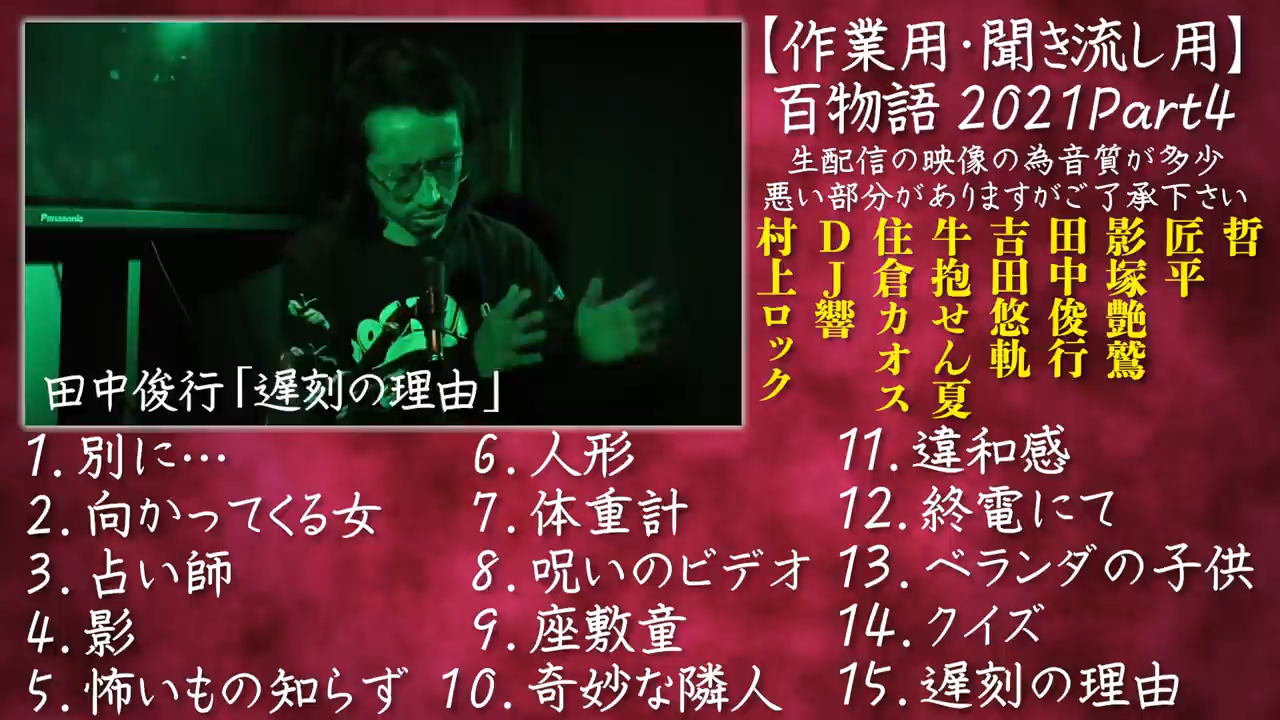 【作業用・聞き流し用】
百物語 2021Part4
生配信の映像の為音質が多少
悪い部分がありますがご了承下さい
哲
匠平
影塚艶鷲
田中俊行
吉田悠軌
牛抱せん夏
住倉カオス
DJ響
村上ロック
Panasonic
田中俊行「遅刻の理由」
1. 別に…
2. 向かってくる女
3. 占い師
4. 影
5. 怖いもの知らず
6. 人形
7. 体重計
8. 呪いのビデオ
9. 座敷童
10. 奇妙な隣人
11. 違和感
12. 終電にて
13. ベランダの子供
14. クイズ
15. 遅刻の理由